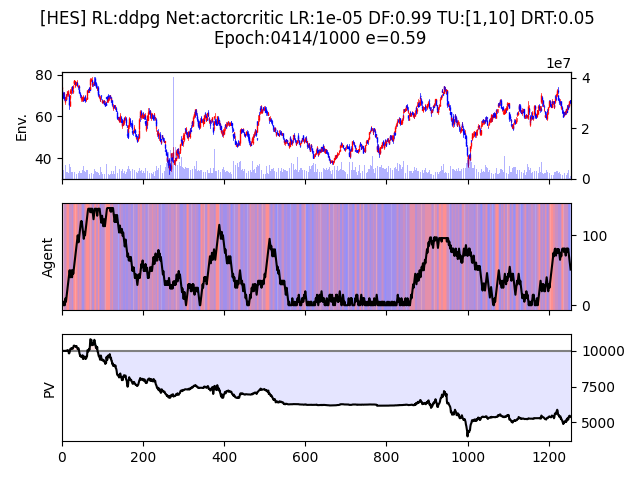 [HES] RL:ddpg Net:actorcritic LR:1e-05 DF:0.99 TU:[1,10] DRT:0.05
Epoch:0414/1000 e=0.59
1e7
80
60
40
Env.
4
2
0
Agent
100
0
PV
10000
7500
5000
0 200 400 600 800 1000 1200